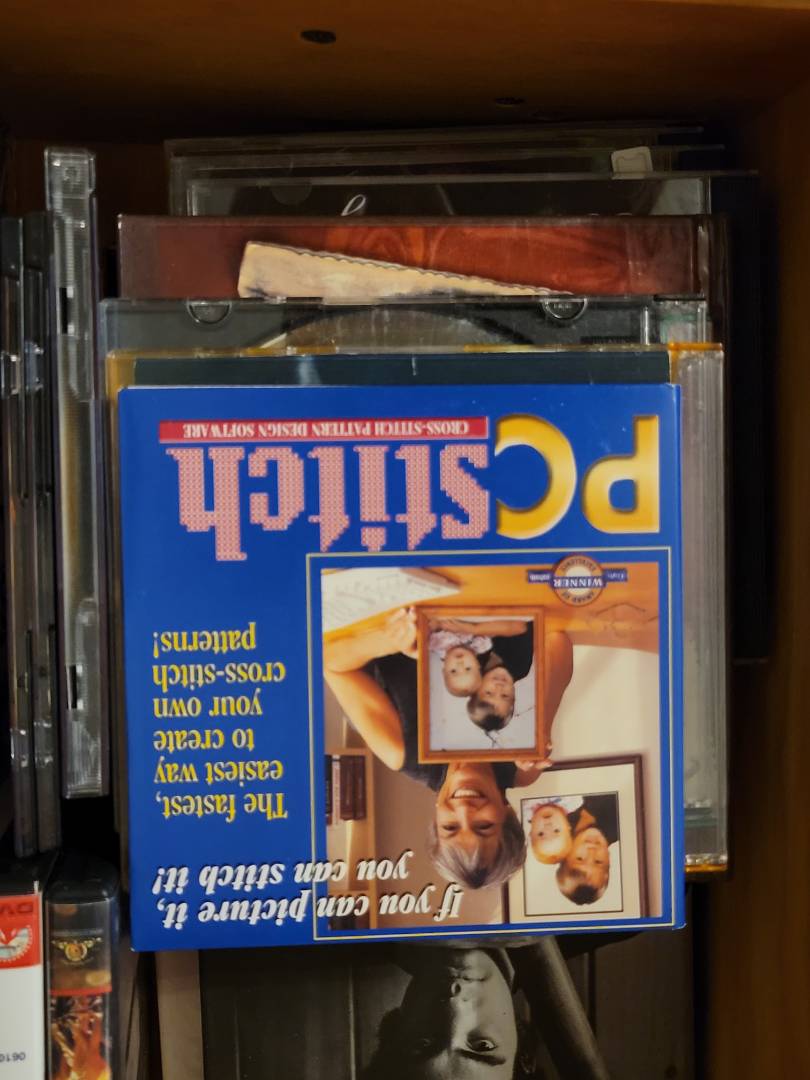 If you can picture it,
you can stitch it!
The fastest,
easiest way
to create
your own
cross-stitch
patterns!
WINNER
PCstitch
CROSS-STITCH PATTERN DESIGN SOFTWARE